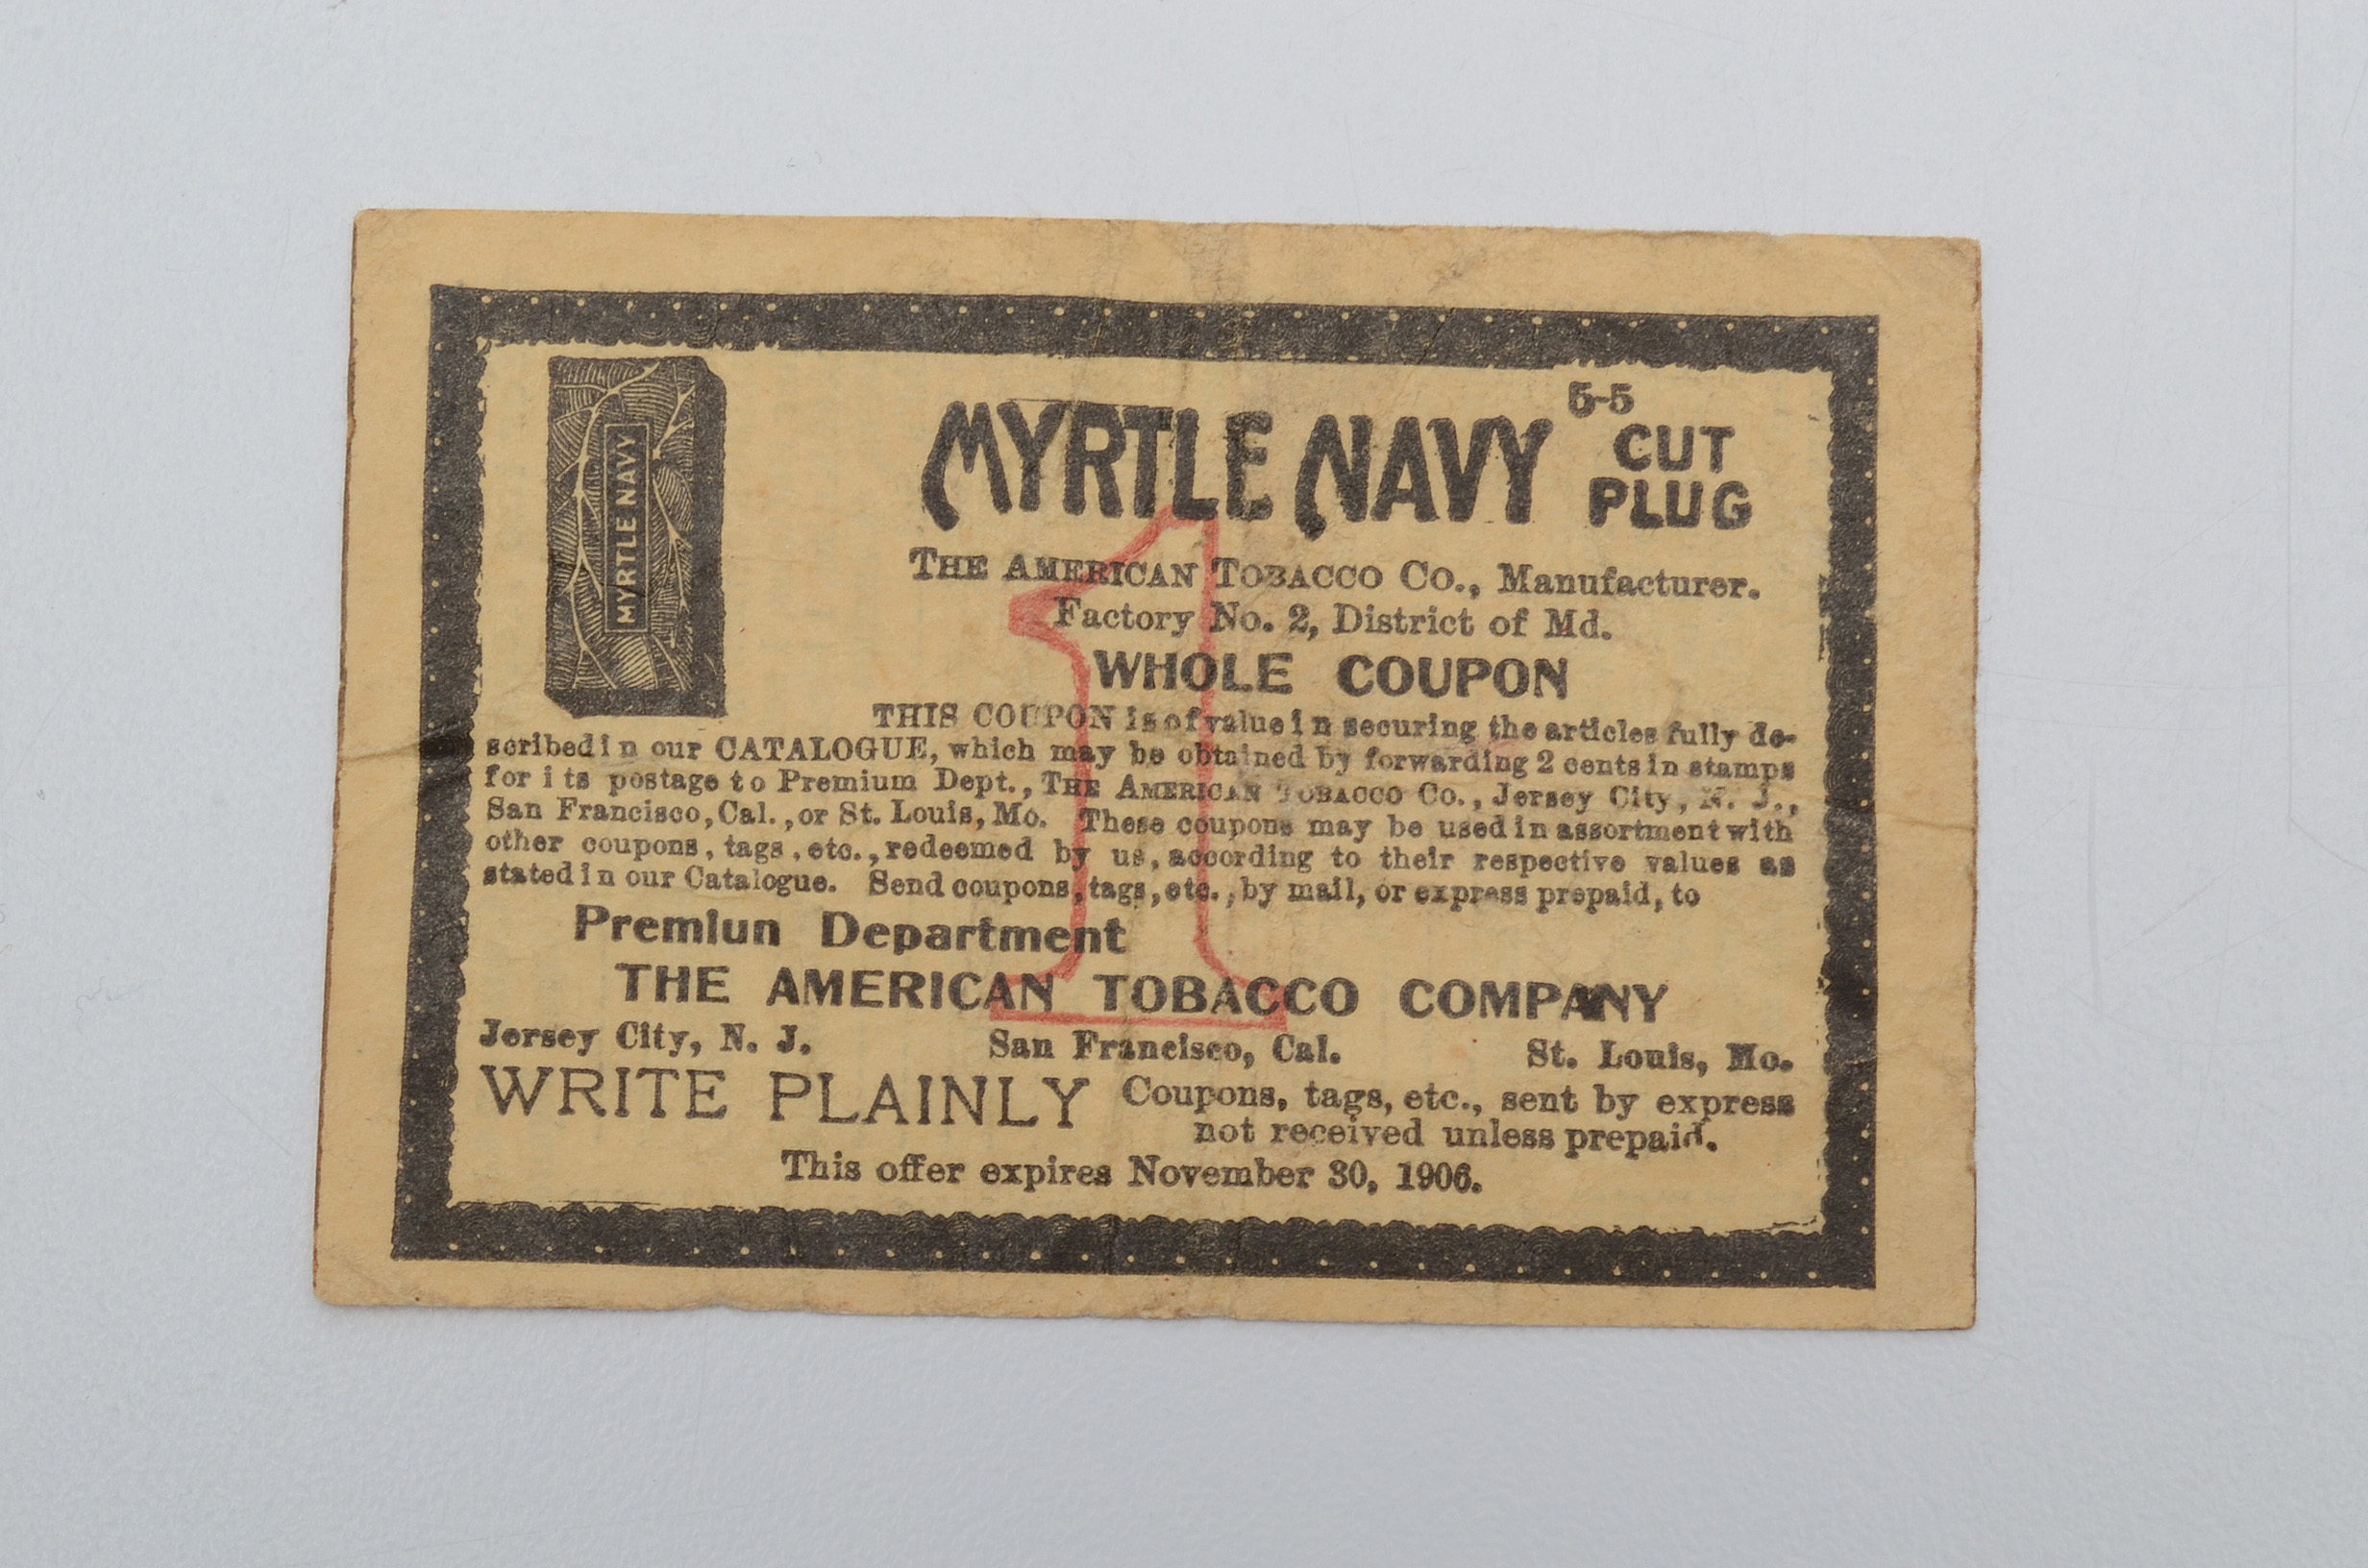 MYRTLE NAVY
5-5
MYRTLE NAVY CUT PLUG
THE AMERICAN TOBACCO CO., Manufacturer.
Factory No. 2, District of Md.
WHOLE COUPON
1
THIS COUPON is of value in securing the articles fully de-
scribed in our CATALOGUE, which may be obtained by forwarding 2 cents in stamps
for its postage to Premium Dept., THE AMERICAN TOBACCO CO., Jersey City, N. J.,
San Francisco, Cal., or St. Louis, Mo. These coupons may be used in assortment with
other coupons, tags, etc., redeemed by us, according to their respective values as
stated in our Catalogue. Send coupons, tags, etc., by mail, or express prepaid, to
Premiun Department
THE AMERICAN TOBACCO COMPANY
Jersey City, N. J. San Francisco, Cal. St. Louis, Mo.
WRITE PLAINLY Coupons, tags, etc., sent by express
not received unless prepaid.
This offer expires November 30, 1906.